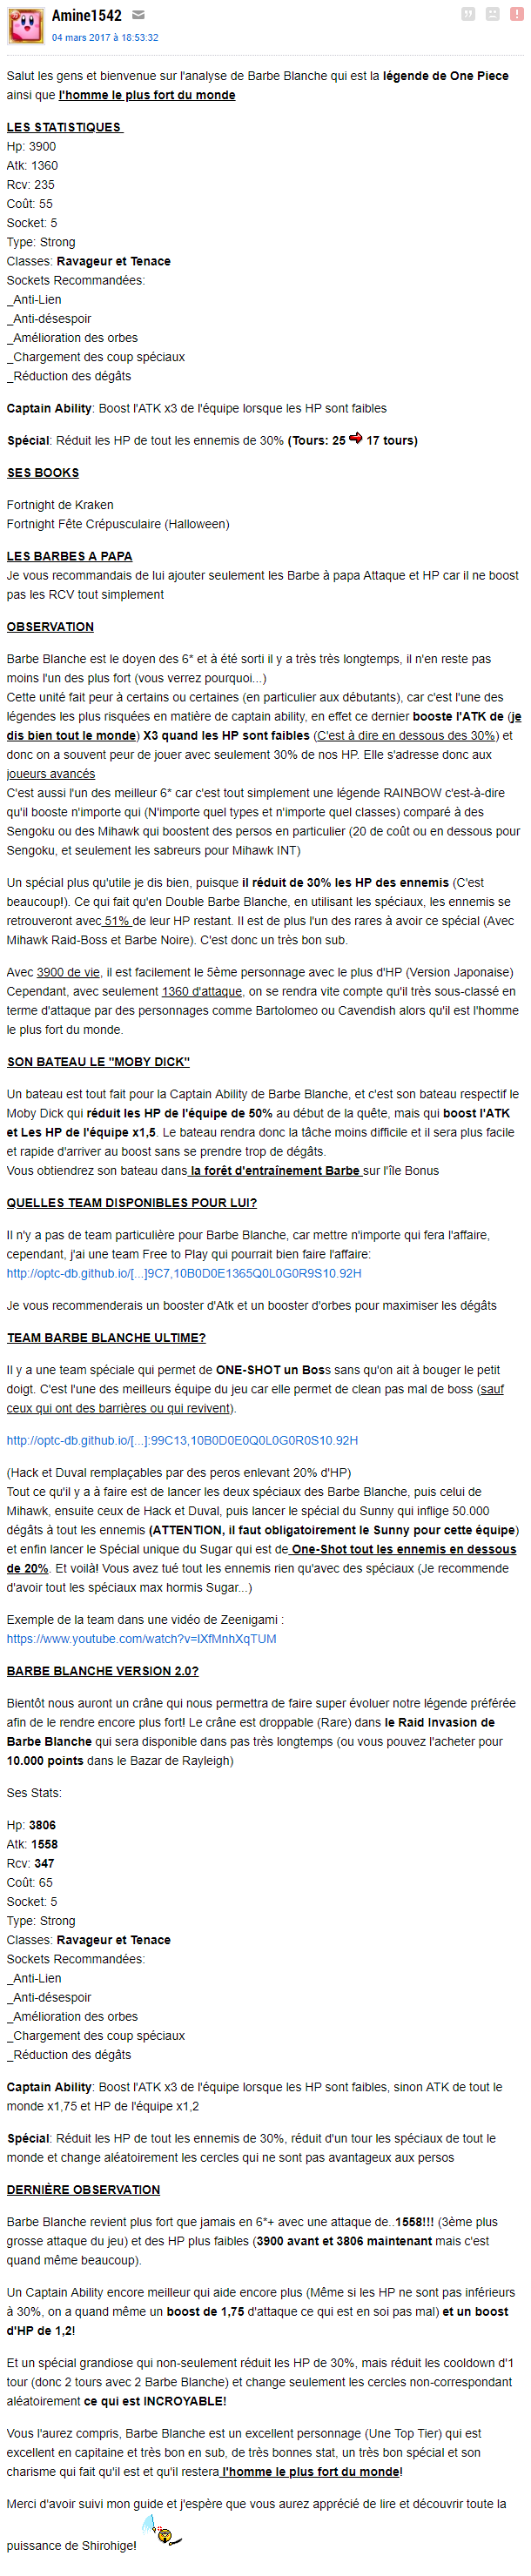 Amine1542
04 mars 2017 à 18:53:32
Salut les gens et bienvenue sur l'analyse de Barbe Blanche qui est la légende de One Piece
ainsi que l'homme le plus fort du monde
LES STATISTIQUES
Hp: 3900
Atk: 1360
Rcv: 235
Coût: 55
Socket: 5
Type: Strong
Classes: Ravageur et Tenace
Sockets Recommandées:
_Anti-Lien
_Anti-désespoir
_Amélioration des orbes
_Chargement des coup spéciaux
_Réduction des dégâts
Captain Ability: Boost l'ATK x3 de l'équipe lorsque les HP sont faibles
Spécial: Réduit les HP de tout les ennemis de 30% (Tours: 25 17 tours)
SES BOOKS
Fortnight de Kraken
Fortnight Fête Crépusculaire (Halloween)
LES BARBES A PAPA
Je vous recommandais de lui ajouter seulement les Barbe à papa Attaque et HP car il ne boost
pas les RCV tout simplement
OBSERVATION
Barbe Blanche est le doyen des 6* et à été sorti il y a très très longtemps, il n'en reste pas
moins l'un des plus fort (vous verrez pourquoi...)
Cette unité fait peur à certains ou certaines (en particulier aux débutants), car c'est l'une des
légendes les plus risquées en matière de captain ability, en effet ce dernier booste l'ATK de (je
dis bien tout le monde) X3 quand les HP sont faibles (C'est à dire en dessous des 30%) et
donc on a souvent peur de jouer avec seulement 30% de nos HP. Elle s'adresse donc aux
joueurs avancés
C'est aussi l'un des meilleur 6* car c'est tout simplement une légende RAINBOW c'est-à-dire
qu'il booste n'importe qui (N'importe quel types et n'importe quel classes) comparé à des
Sengoku ou des Mihawk qui boostent des persos en particulier (20 de coût ou en dessous pour
Sengoku, et seulement les sabreurs pour Mihawk INT)
Un spécial plus qu'utile je dis bien, puisque il réduit de 30% les HP des ennemis (C'est
beaucoup!). Ce qui fait qu'en Double Barbe Blanche, en utilisant les spéciaux, les ennemis se
retrouveront avec 51% de leur HP restant. Il est de plus l'un des rares à avoir ce spécial (Avec
Mihawk Raid-Boss et Barbe Noire). C'est donc un très bon sub.
Avec 3900 de vie, il est facilement le 5ème personnage avec le plus d'HP (Version Japonaise)
Cependant, avec seulement 1360 d'attaque, on se rendra vite compte qu'il très sous-classé en
terme d'attaque par des personnages comme Bartolomeo ou Cavendish alors qu'il est l'homme
le plus fort du monde.
SON BATEAU LE "MOBY DICK"
Un bateau est tout fait pour la Captain Ability de Barbe Blanche, et c'est son bateau respectif le
Moby Dick qui réduit les HP de l'équipe de 50% au début de la quête, mais qui boost l'ATK
et Les HP de l'équipe x1,5. Le bateau rendra donc la tâche moins difficile et il sera plus facile
et rapide d'arriver au boost sans se prendre trop de dégâts.
Vous obtiendrez son bateau dans la forêt d'entraînement Barbe sur l'île Bonus
QUELLES TEAM DISPONIBLES POUR LUI?
Il n'y a pas de team particulière pour Barbe Blanche, car mettre n'importe qui fera l'affaire,
cependant, j'ai une team Free to Play qui pourrait bien faire l'affaire:
http://optc-db.github.io/[...]9C7,10B0D0E1365Q0L0G0R9S10.92H
Je vous recommenderais un booster d'Atk et un booster d'orbes pour maximiser les dégâts
TEAM BARBE BLANCHE ULTIME?
Il y a une team spéciale qui permet de ONE-SHOT un Boss sans qu'on ait à bouger le petit
doigt. C'est l'une des meilleurs équipe du jeu car elle permet de clean pas mal de boss (sauf
ceux qui ont des barrières ou qui revivent).
http://optc-db.github.io/[...]:99C13,10B0D0E0Q0L0G0R0S10.92H
(Hack et Duval remplaçables par des peros enlevant 20% d'HP)
Tout ce qu'il y a à faire est de lancer les deux spéciaux des Barbe Blanche, puis celui de
Mihawk, ensuite ceux de Hack et Duval, puis lancer le spécial du Sunny qui inflige 50.000
dégâts à tout les ennemis (ATTENTION, il faut obligatoirement le Sunny pour cette équipe)
et enfin lancer le Spécial unique du Sugar qui est de One-Shot tout les ennemis en dessous
de 20%. Et voilà! Vous avez tué tout les ennemis rien qu'avec des spéciaux (Je recommende
d'avoir tout les spéciaux max hormis Sugar...)
Exemple de la team dans une vidéo de Zeenigami :
https://www.youtube.com/watch?v=IXfMnhXqTUM
BARBE BLANCHE VERSION 2.0?
Bientôt nous auront un crâne qui nous permettra de faire super évoluer notre légende préférée
afin de le rendre encore plus fort! Le crâne est droppable (Rare) dans le Raid Invasion de
Barbe Blanche qui sera disponible dans pas très longtemps (ou vous pouvez l'acheter pour
10.000 points dans le Bazar de Rayleigh)
Ses Stats:
Hp: 3806
Atk: 1558
Rcv: 347
Coût: 65
Socket: 5
Type: Strong
Classes: Ravageur et Tenace
Sockets Recommandées:
_Anti-Lien
_Anti-désespoir
_Amélioration des orbes
_Chargement des coup spéciaux
_Réduction des dégâts
Captain Ability: Boost l'ATK x3 de l'équipe lorsque les HP sont faibles, sinon ATK de tout le
monde x1,75 et HP de l'équipe x1,2
Spécial: Réduit les HP de tout les ennemis de 30%, réduit d'un tour les spéciaux de tout le
monde et change aléatoirement les cercles qui ne sont pas avantageux aux persos
DERNIÈRE OBSERVATION
Barbe Blanche revient plus fort que jamais en 6*+ avec une attaque de..1558!!! (3ème plus
grosse attaque du jeu) et des HP plus faibles (3900 avant et 3806 maintenant mais c'est
quand même beaucoup).
Un Captain Ability encore meilleur qui aide encore plus (Même si les HP ne sont pas inférieurs
à 30%, on a quand même un boost de 1,75 d'attaque ce qui est en soi pas mal) et un boost
d'HP de 1,2!
Et un spécial grandiose qui non-seulement réduit les HP de 30%, mais réduit les cooldown d'1
tour (donc 2 tours avec 2 Barbe Blanche) et change seulement les cercles non-correspondant
aléatoirement ce qui est INCROYABLE!
Vous l'aurez compris, Barbe Blanche est un excellent personnage (Une Top Tier) qui est
excellent en capitaine et très bon en sub, de très bonnes stat, un très bon spécial et son
charisme qui fait qu'il est et qu'il restera l'homme le plus fort du monde!
Merci d'avoir suivi mon guide et j'espère que vous aurez apprécié de lire et découvrir toute la
puissance de Shirohige!